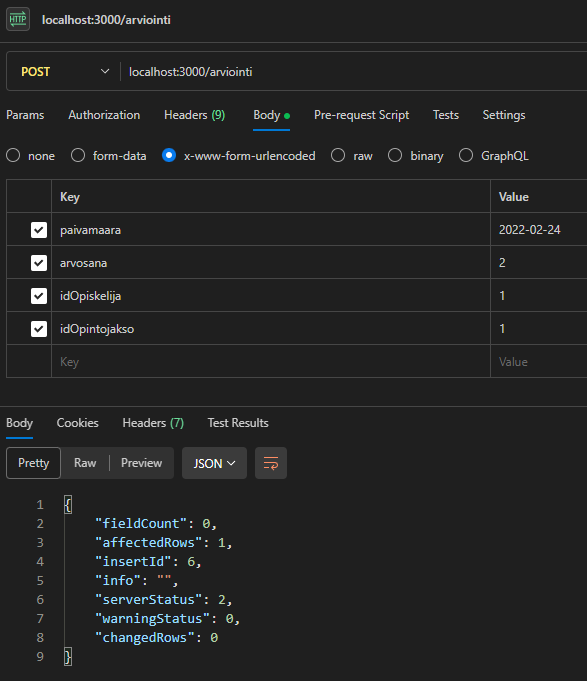 HTTP localhost:3000/arviointi
POST localhost:3000/arviointi
Params Authorization Headers (9) Body Pre-request Script Tests Settings
none form-data x-www-form-urlencoded raw binary GraphQL
Key Value
paivamaara 2022-02-24
arvosana 2
idOpiskelija 1
idOpintojakso 1
Key Value
Body Cookies Headers (7) Test Results
Pretty Raw Preview JSON
1 {
2 "fieldCount": 0,
3 "affectedRows": 1,
4 "insertId": 6,
5 "info": "",
6 "serverStatus": 2,
7 "warningStatus": 0,
8 "changedRows": 0
9 }